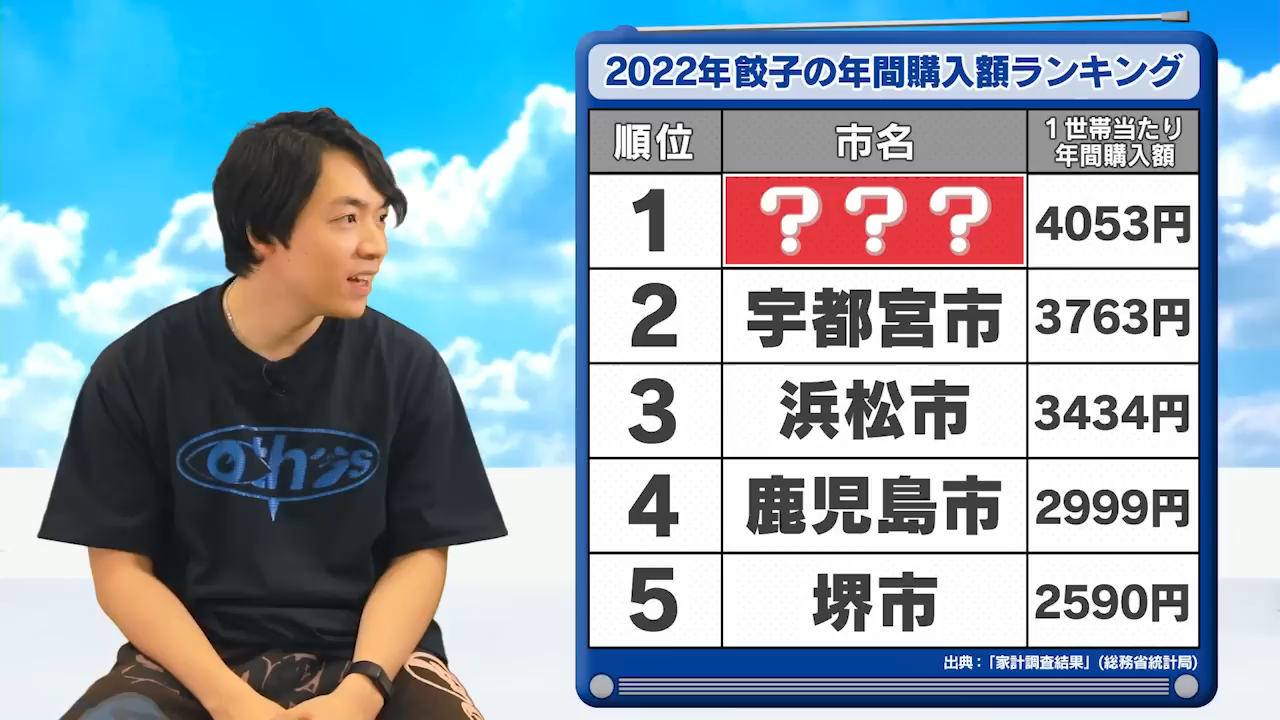 2022年餃子の年間購入額ランキング
順位 市名 1世帯当たり年間購入額
1 ??? 4053円
2 宇都宮市 3763円
3 浜松市 3434円
4 鹿児島市 2999円
5 堺市 2590円
出典：「家計調査結果」(総務省統計局)